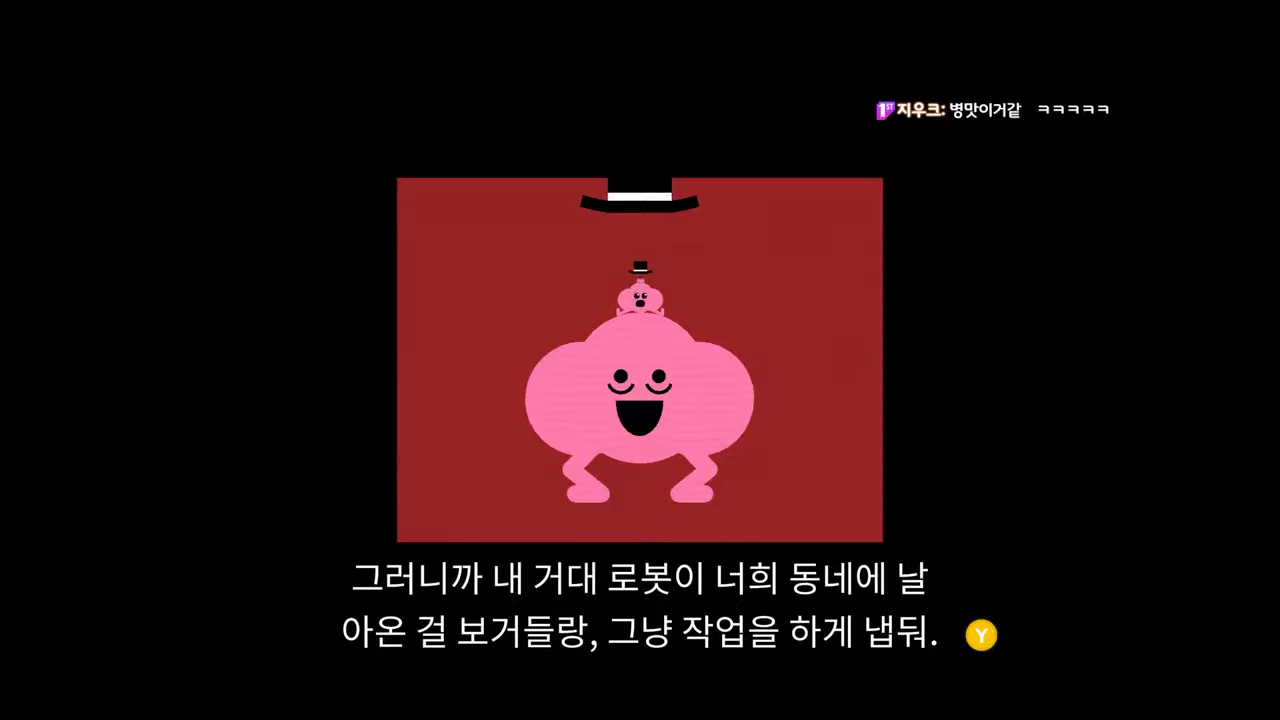 1ST 지우크: 병맛이거같 ㅋㅋㅋㅋㅋ
그러니까 내 거대 로봇이 너희 동네에 날
아온 걸 보거들랑, 그냥 작업을 하게 냅둬.
Y